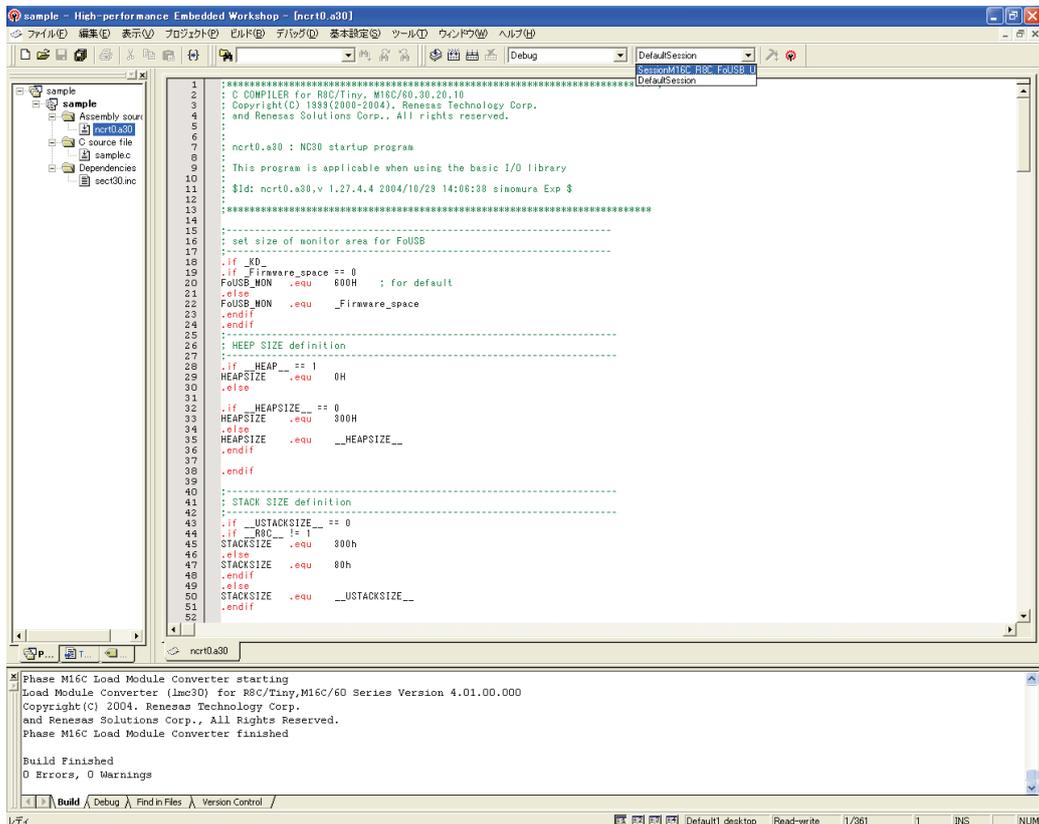 sample - High-performance Embedded Workshop - [ncrt0.a30]
ファイル(F) 編集(E) 表示(V) プロジェクト(P) ビルド(B) デバッグ(D) 基本設定(S) ツール(T) ウィンドウ(W) ヘルプ(H)
Debug
DefaultSession
SessionM16C_R8C_FoUSB_U
DefaultSession
sample
sample
Assembly sour
ncrt0.a30
C source file
sample.c
Dependencies
sect30.inc
1 ;***************************************************************************
2 ; C COMPILER for R8C/Tiny, M16C/60,30,20,10
3 ; Copyright(C) 1999(2000-2004). Renesas Technology Corp.
4 ; and Renesas Solutions Corp., All rights reserved.
5 ;
6 ;
7 ; ncrt0.a30 : NC30 startup program
8 ;
9 ; This program is applicable when using the basic I/O library
10 ;
11 ; $Id: ncrt0.a30,v 1.27.4.4 2004/10/29 14:06:38 simomura Exp $
12 ;
13 ;***************************************************************************
14
15 ;---------------------------------------------------------------------
16 ; set size of monitor area for FoUSB
17 ;---------------------------------------------------------------------
18 .if _KD_
19 .if _Firmware_space == 0
20 FoUSB_MON .equ 600H ; for default
21 .else
22 FoUSB_MON .equ _Firmware_space
23 .endif
24 .endif
25 ;---------------------------------------------------------------------
26 ; HEEP SIZE definition
27 ;---------------------------------------------------------------------
28 .if __HEAP__ == 1
29 HEAPSIZE .equ 0H
30 .else
31
32 .if __HEAPSIZE__ == 0
33 HEAPSIZE .equ 300H
34 .else
35 HEAPSIZE .equ __HEAPSIZE__
36 .endif
37
38 .endif
39
40 ;---------------------------------------------------------------------
41 ; STACK SIZE definition
42 ;---------------------------------------------------------------------
43 .if __USTACKSIZE__ == 0
44 .if __R8C__ != 1
45 STACKSIZE .equ 300h
46 .else
47 STACKSIZE .equ 80h
48 .endif
49 .else
50 STACKSIZE .equ __USTACKSIZE__
51 .endif
52
P... T...
ncrt0.a30
Phase M16C Load Module Converter starting
Load Module Converter (lmc30) for R8C/Tiny,M16C/60 Series Version 4.01.00.000
Copyright(C) 2004. Renesas Technology Corp.
and Renesas Solutions Corp., All Rights Reserved.
Phase M16C Load Module Converter finished
Build Finished
0 Errors, 0 Warnings
Build Debug Find in Files Version Control
レディ Default1 desktop Read-write 1/361 1 INS NUM